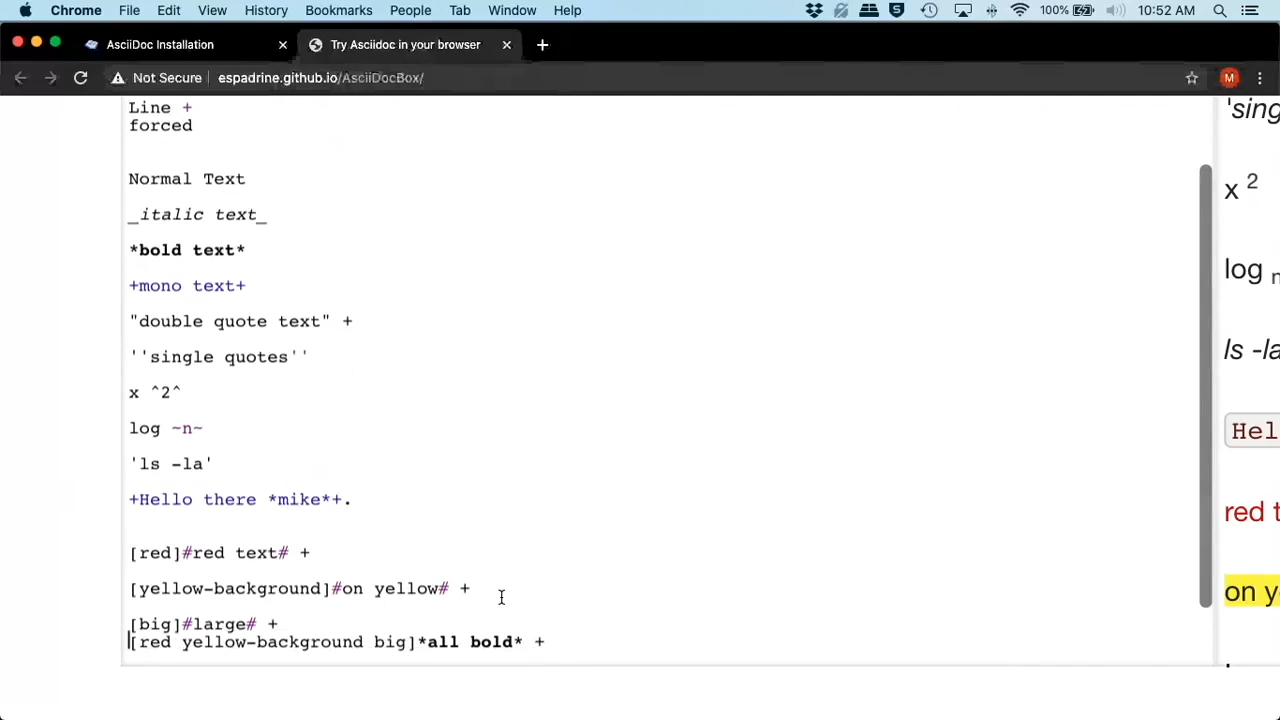 Chrome File Edit View History Bookmarks People Tab Window Help 100% 10:52 AM
AsciiDoc Installation Try Asciidoc in your browser
Not Secure espadrine.github.io/AsciiDocBox/ M
Line +
forced
Normal Text
_italic text_
*bold text*
+mono text+
"double quote text" +
''single quotes''
x ^2^
log ~n~
'ls -la'
+Hello there *mike*+.
[red]#red text# +
[yellow-background]#on yellow# +
[big]#large# +
[red yellow-background big]*all bold* +
'sing
x 2
log n
ls -la
Hel
red t
on y